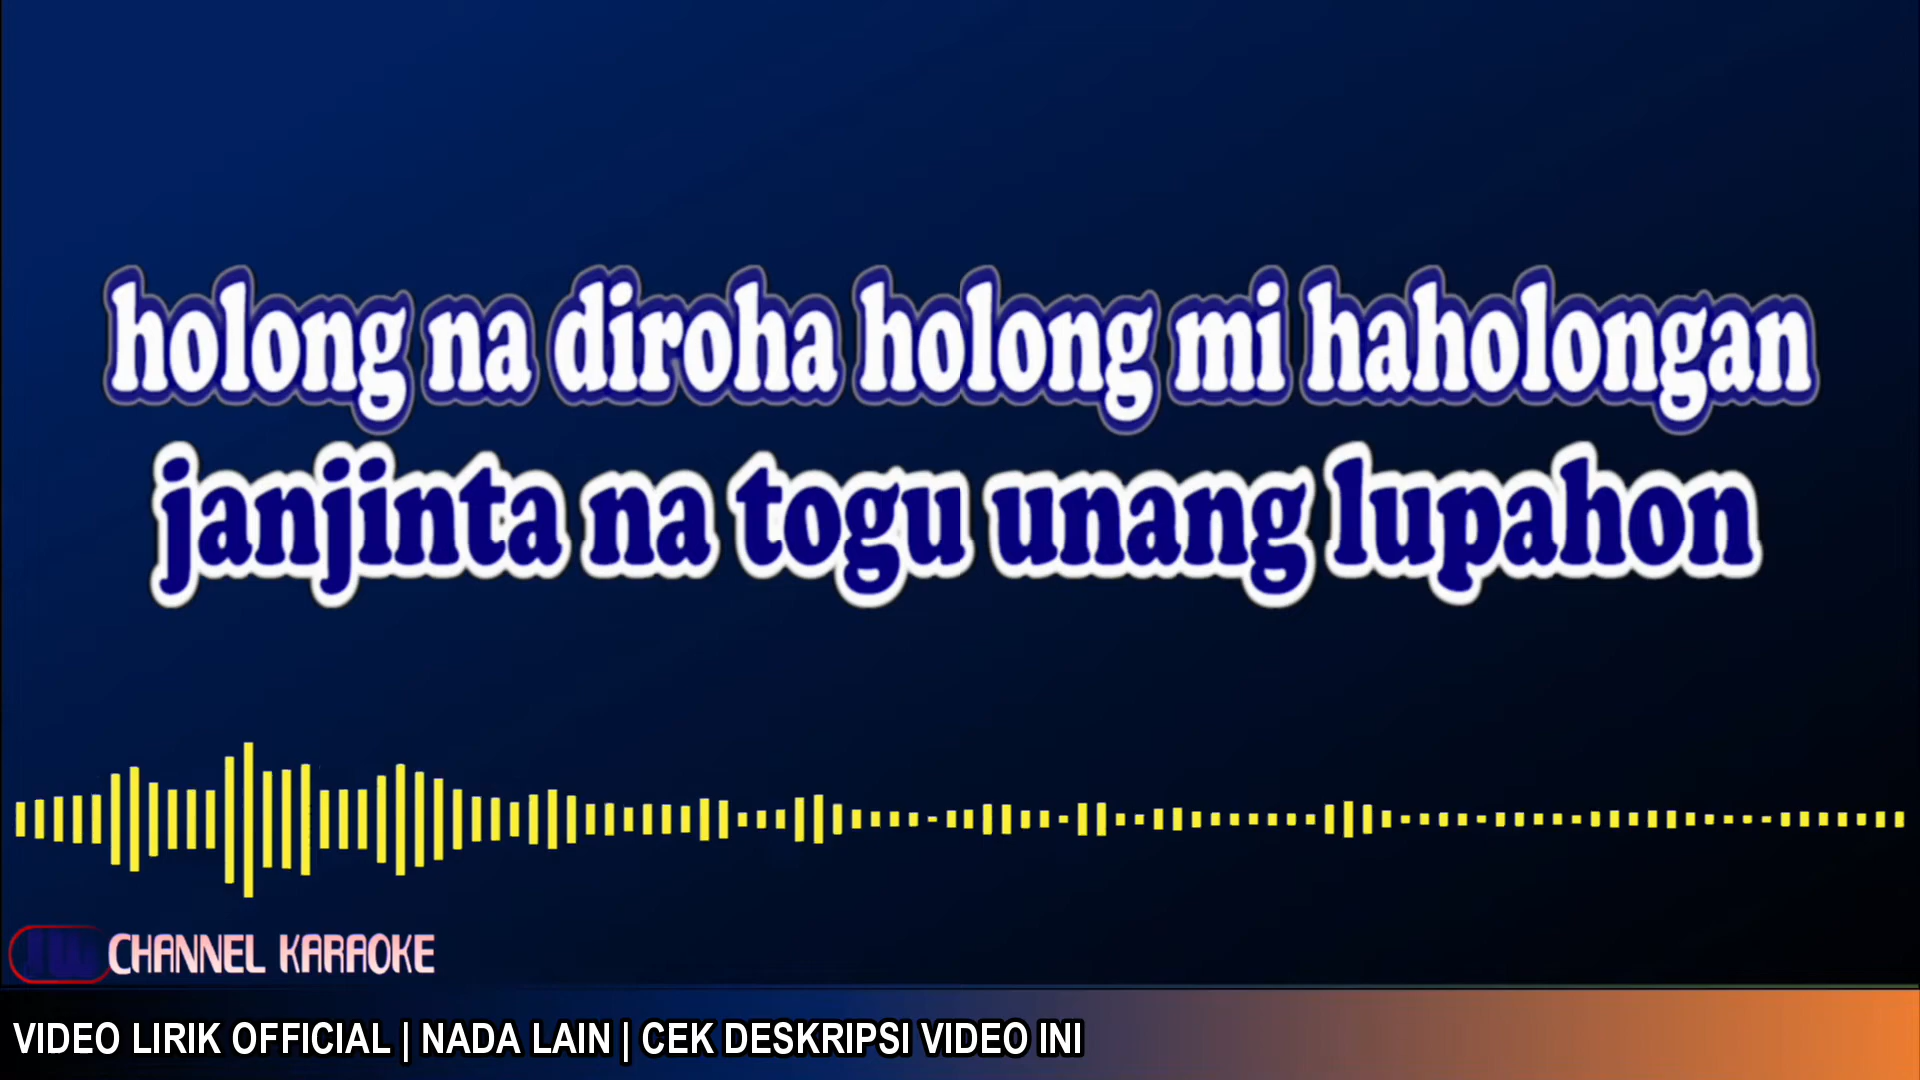 holong na diroha holong mi haholongan
janjinta na togu unang lupahon
CHANNEL KARAOKE
VIDEO LIRIK OFFICIAL | NADA LAIN | CEK DESKRIPSI VIDEO INI